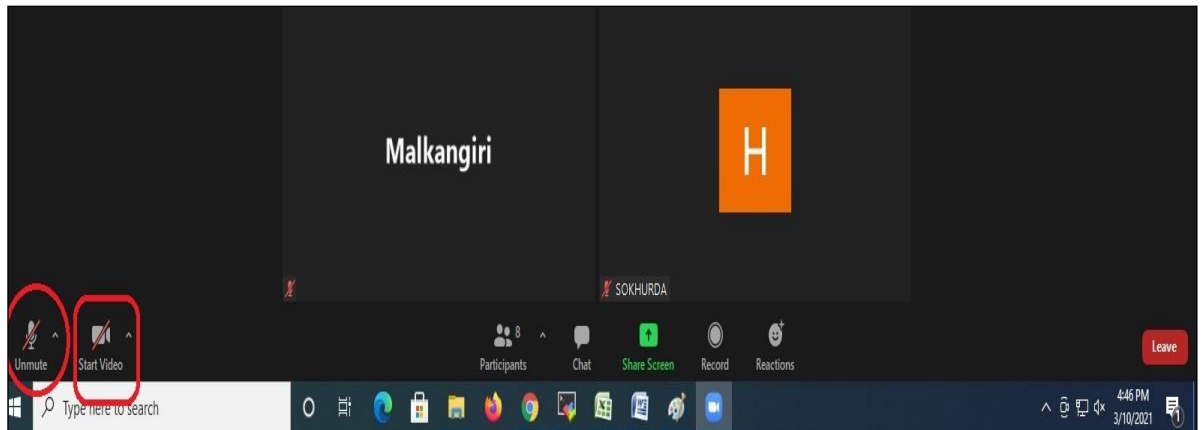 Malkangiri
H
SOKHURDA
Unmute
Start Video
8
Participants
Chat
Share Screen
Record
Reactions
Leave
Type here to search
4:46 PM
3/10/2021
1